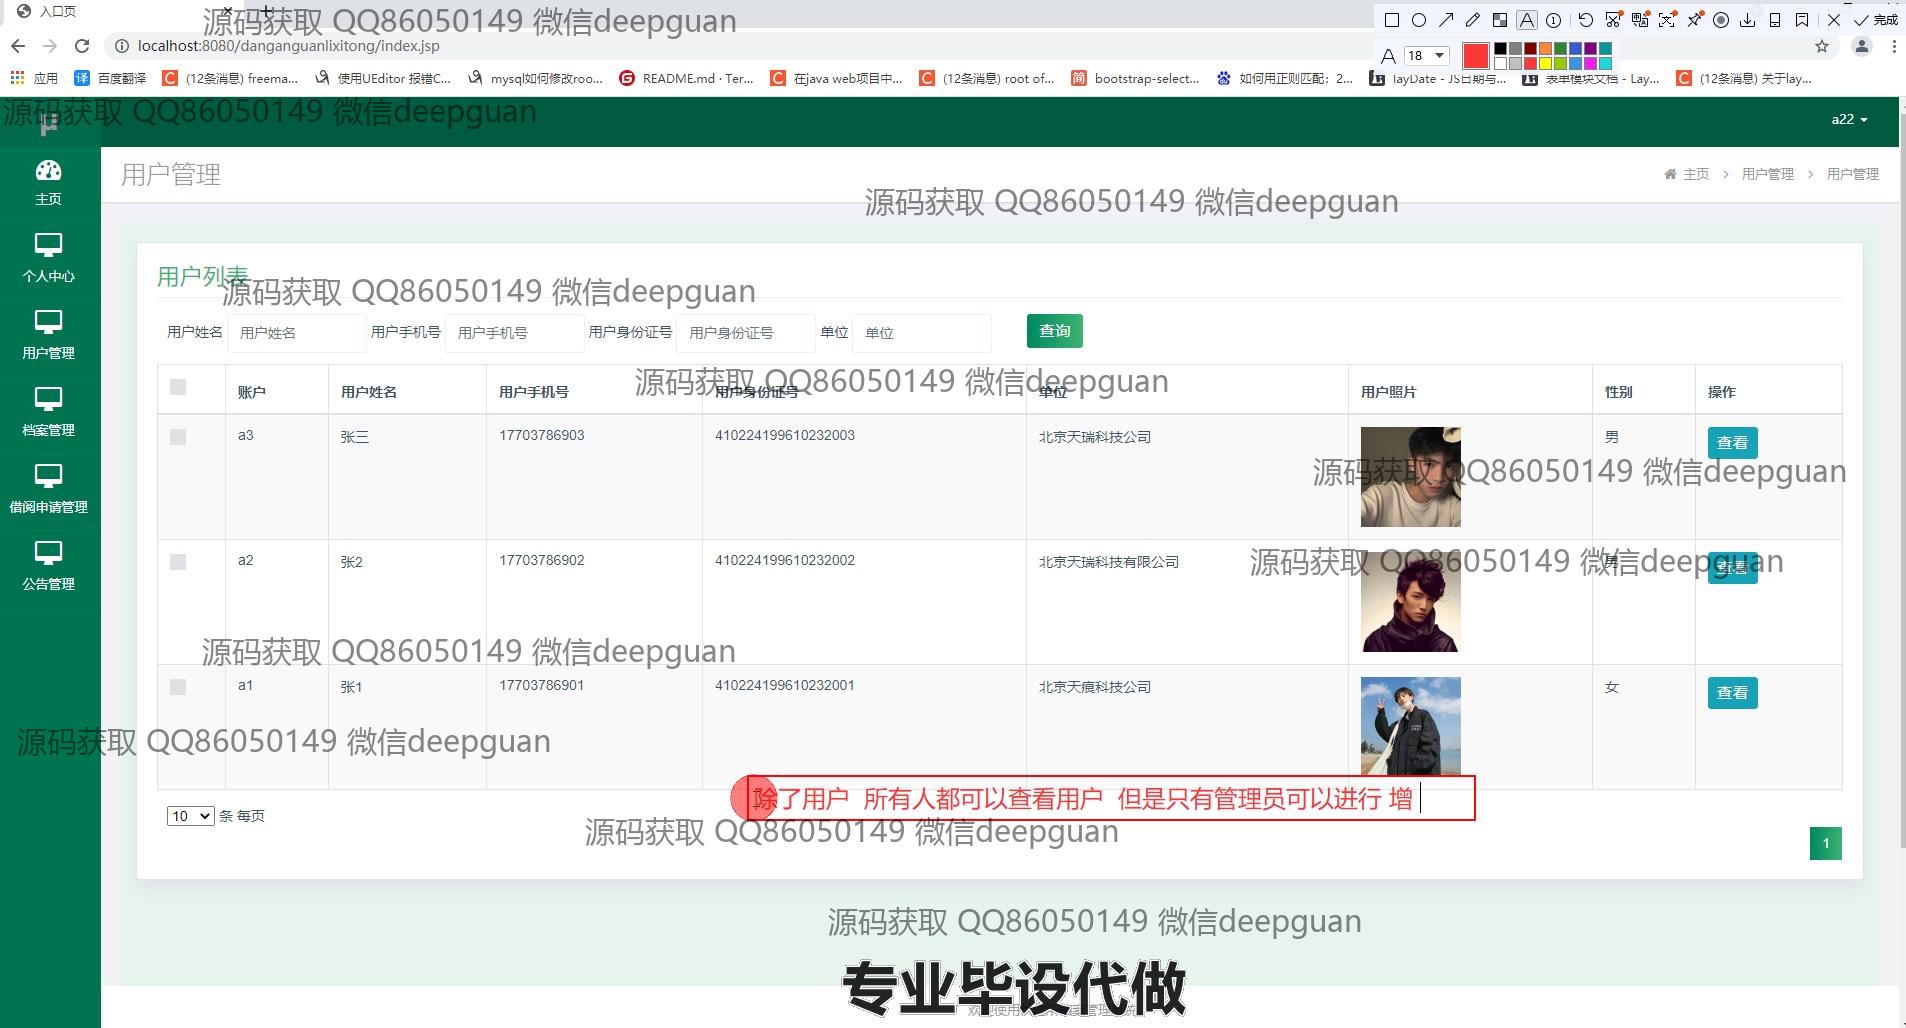 入口页
源码获取 QQ86050149 微信deepguan
完成
localhost:8080/danganguanlixitong/index.jsp
18
应用 百度翻译 (12条消息) freema... 使用UEditor 报错C... mysql如何修改roo... README.md · Ter... 在java web项目中... (12条消息) root of... bootstrap-select... 如何用正则匹配：2... layDate - JS日期与... 表单模块文档 - Lay... (12条消息) 关于lay...
源码获取 QQ86050149 微信deepguan
a22
主页
用户管理
主页 > 用户管理 > 用户管理
源码获取 QQ86050149 微信deepguan
个人中心
用户列表
源码获取 QQ86050149 微信deepguan
用户姓名 用户姓名 用户手机号 用户手机号 用户身份证号 用户身份证号 单位 单位 查询
用户管理
源码获取 QQ86050149 微信deepguan
账户 用户姓名 用户手机号 用户身份证号 单位 用户照片 性别 操作
档案管理
a3 张三 17703786903 410224199610232003 北京天瑞科技公司 男 查看
源码获取 QQ86050149 微信deepguan
借阅申请管理
a2 张2 17703786902 410224199610232002 北京天瑞科技有限公司 男 查看
源码获取 QQ86050149 微信deepguan
公告管理
源码获取 QQ86050149 微信deepguan
a1 张1 17703786901 410224199610232001 北京天痕科技公司 女 查看
源码获取 QQ86050149 微信deepguan
除了用户 所有人都可以查看用户 但是只有管理员可以进行 增
10 条 每页
源码获取 QQ86050149 微信deepguan
1
源码获取 QQ86050149 微信deepguan
专业毕设代做